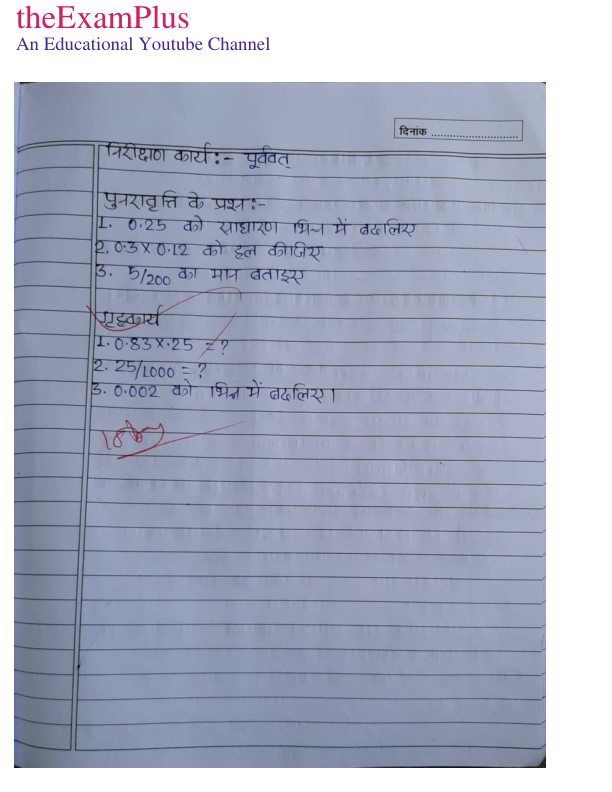 theExamPlus
An Educational Youtube Channel
दिनांक ..............................
निरीक्षण कार्य :- पूर्ववत्
पुनरावृत्ति के प्रश्न :-
1. 0.25 को साधारण भिन्न में बदलिए
2. 0.3 X 0.12 को हल कीजिए
3. 5/200 का मान बताइए
गृहकार्य
1. 0.83 X .25 = ?
2. 25/1000 = ?
3. 0.002 को भिन्न में बदलिए।